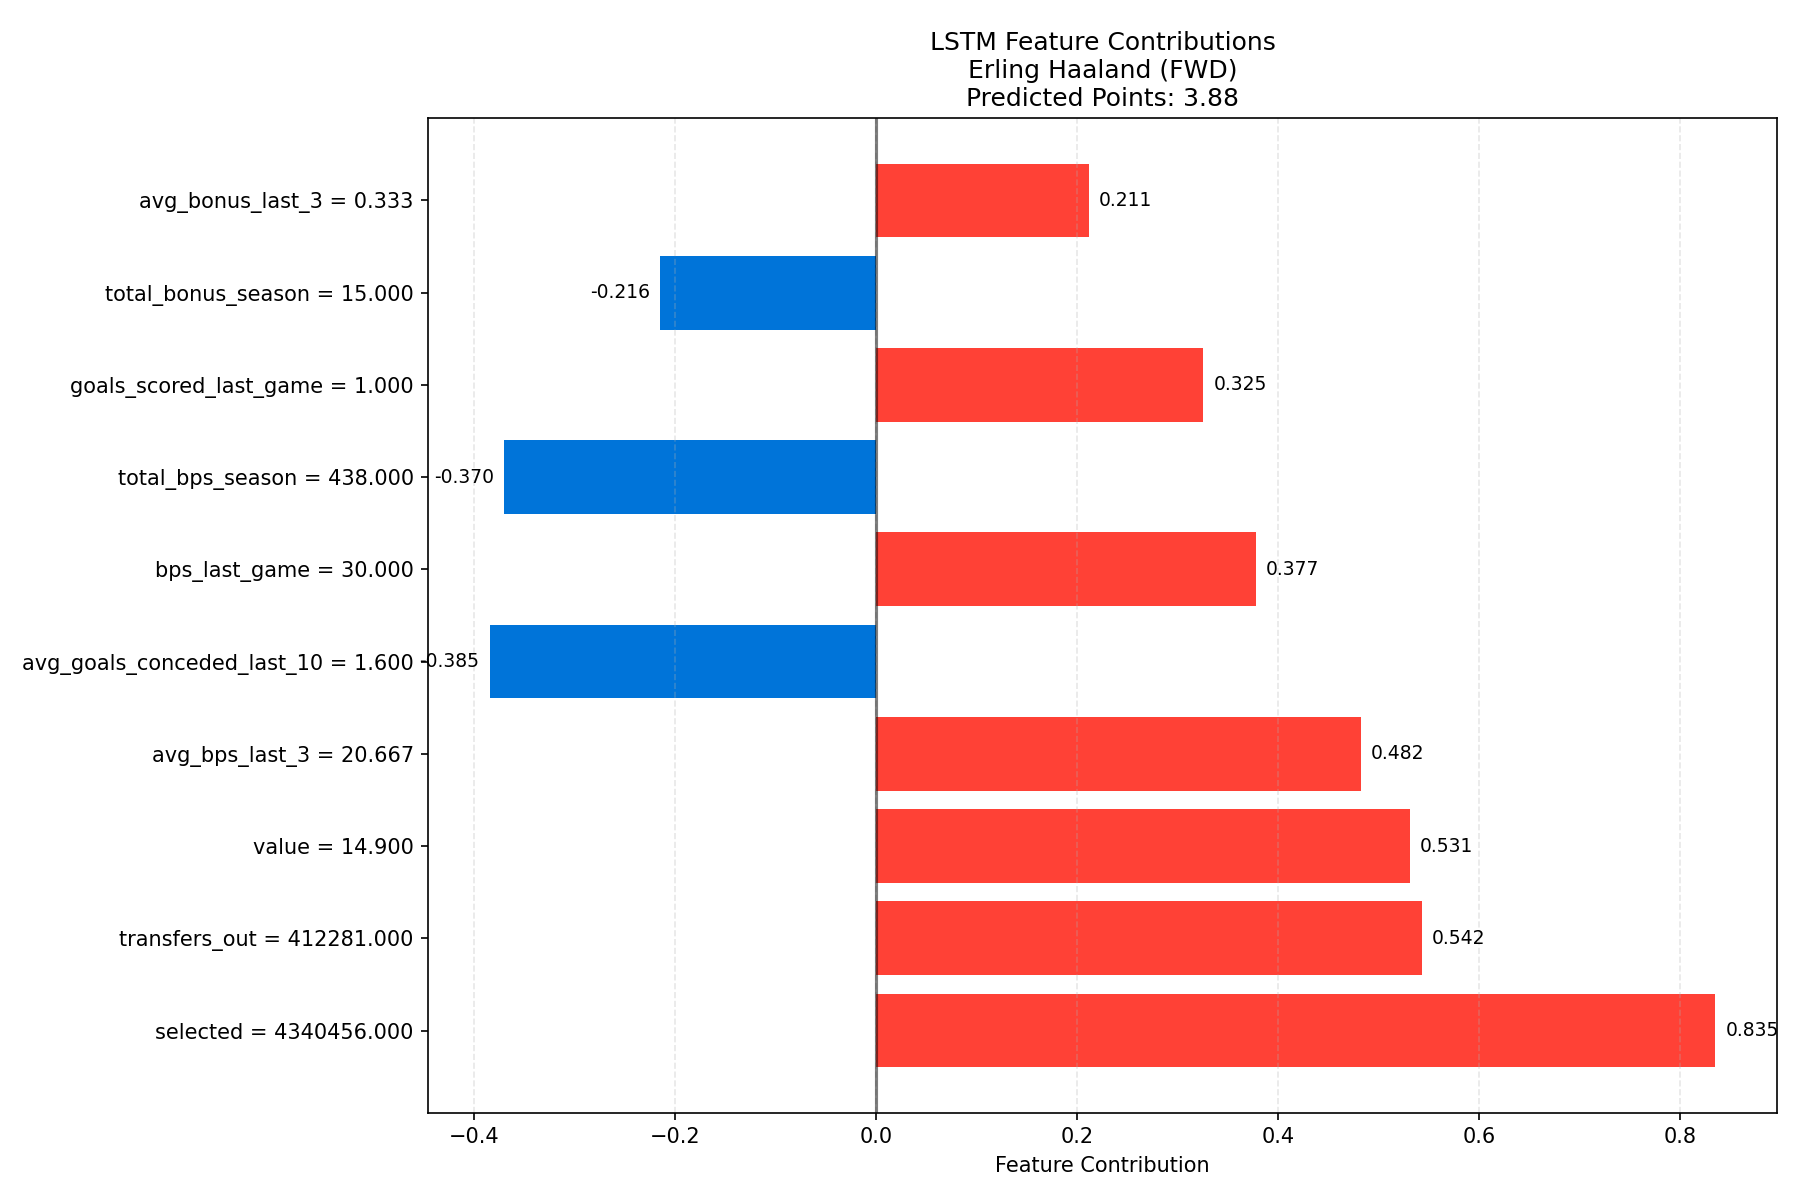 LSTM Feature Contributions
Erling Haaland (FWD)
Predicted Points: 3.88
avg_bonus_last_3 = 0.333
0.211
total_bonus_season = 15.000
-0.216
goals_scored_last_game = 1.000
0.325
total_bps_season = 438.000
-0.370
bps_last_game = 30.000
0.377
avg_goals_conceded_last_10 = 1.600
-0.385
avg_bps_last_3 = 20.667
0.482
value = 14.900
0.531
transfers_out = 412281.000
0.542
selected = 4340456.000
0.835
−0.4 −0.2 0.0 0.2 0.4 0.6 0.8
Feature Contribution